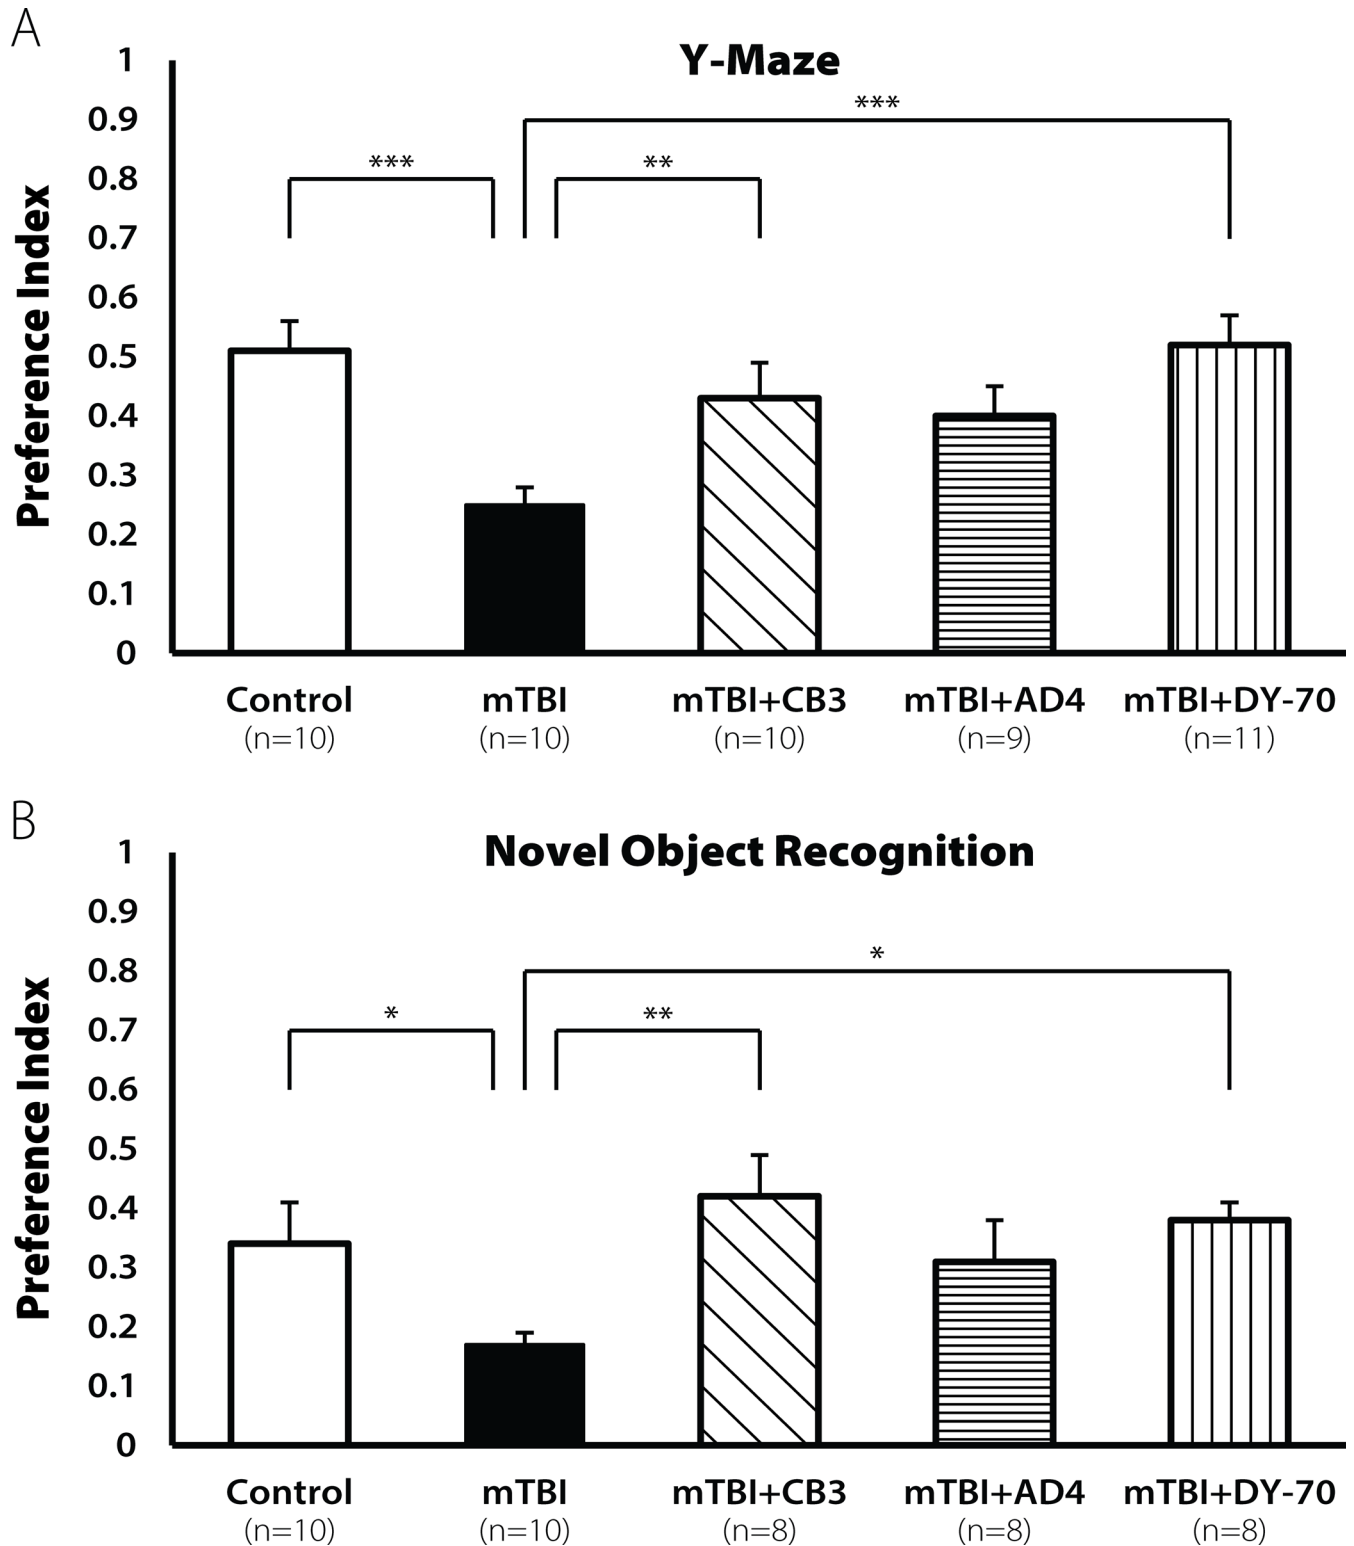 A
Y-Maze
Preference Index
1
0.9
0.8
0.7
0.6
0.5
0.4
0.3
0.2
0.1
0
***
***
**
Control
(n=10)
mTBI
(n=10)
mTBI+CB3
(n=10)
mTBI+AD4
(n=9)
mTBI+DY-70
(n=11)
B
Novel Object Recognition
Preference Index
1
0.9
0.8
0.7
0.6
0.5
0.4
0.3
0.2
0.1
0
*
*
**
Control
(n=10)
mTBI
(n=10)
mTBI+CB3
(n=8)
mTBI+AD4
(n=8)
mTBI+DY-70
(n=8)